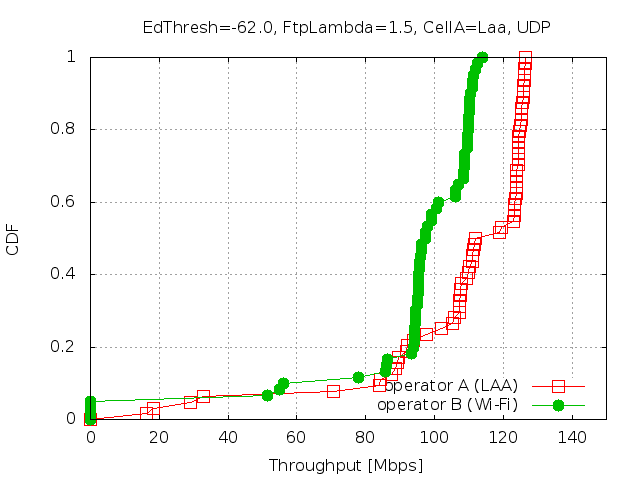 EdThresh=-62.0, FtpLambda=1.5, CellA=Laa, UDP
1
0.8
0.6
0.4
0.2
0
CDF
operator A (LAA)
operator B (Wi-Fi)
0 20 40 60 80 100 120 140
Throughput [Mbps]